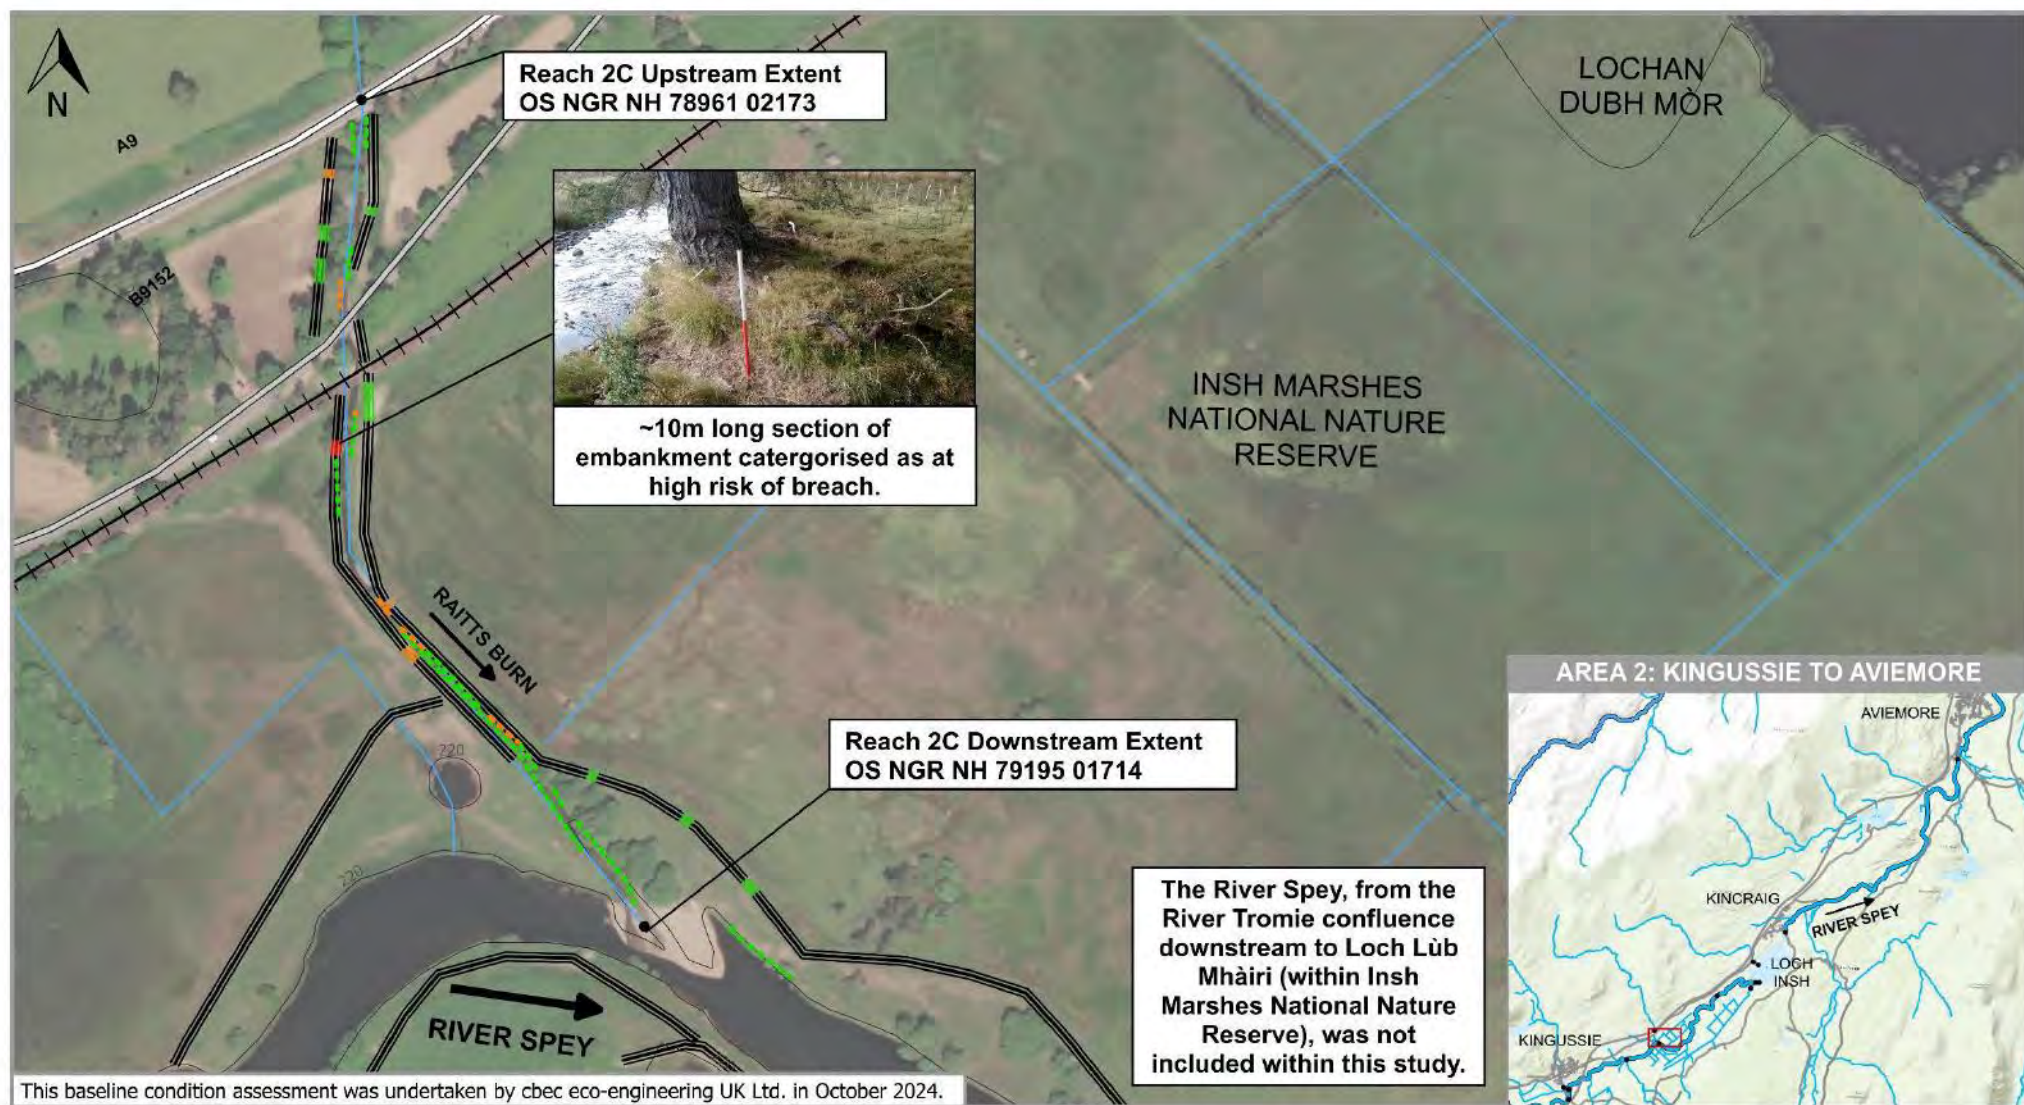 N
A9
B9152
Reach 2C Upstream Extent
OS NGR NH 78961 02173
LOCHAN
DUBH MÒR
~10m long section of
embankment catergorised as at
high risk of breach.
INSH MARSHES
NATIONAL NATURE
RESERVE
RAITTS BURN
220
220
Reach 2C Downstream Extent
OS NGR NH 79195 01714
RIVER SPEY
The River Spey, from the
River Tromie confluence
downstream to Loch Lùb
Mhàiri (within Insh
Marshes National Nature
Reserve), was not
included within this study.
AREA 2: KINGUSSIE TO AVIEMORE
AVIEMORE
KINCRAIG
RIVER SPEY
LOCH
INSH
KINGUSSIE
This baseline condition assessment was undertaken by cbec eco-engineering UK Ltd. in October 2024.